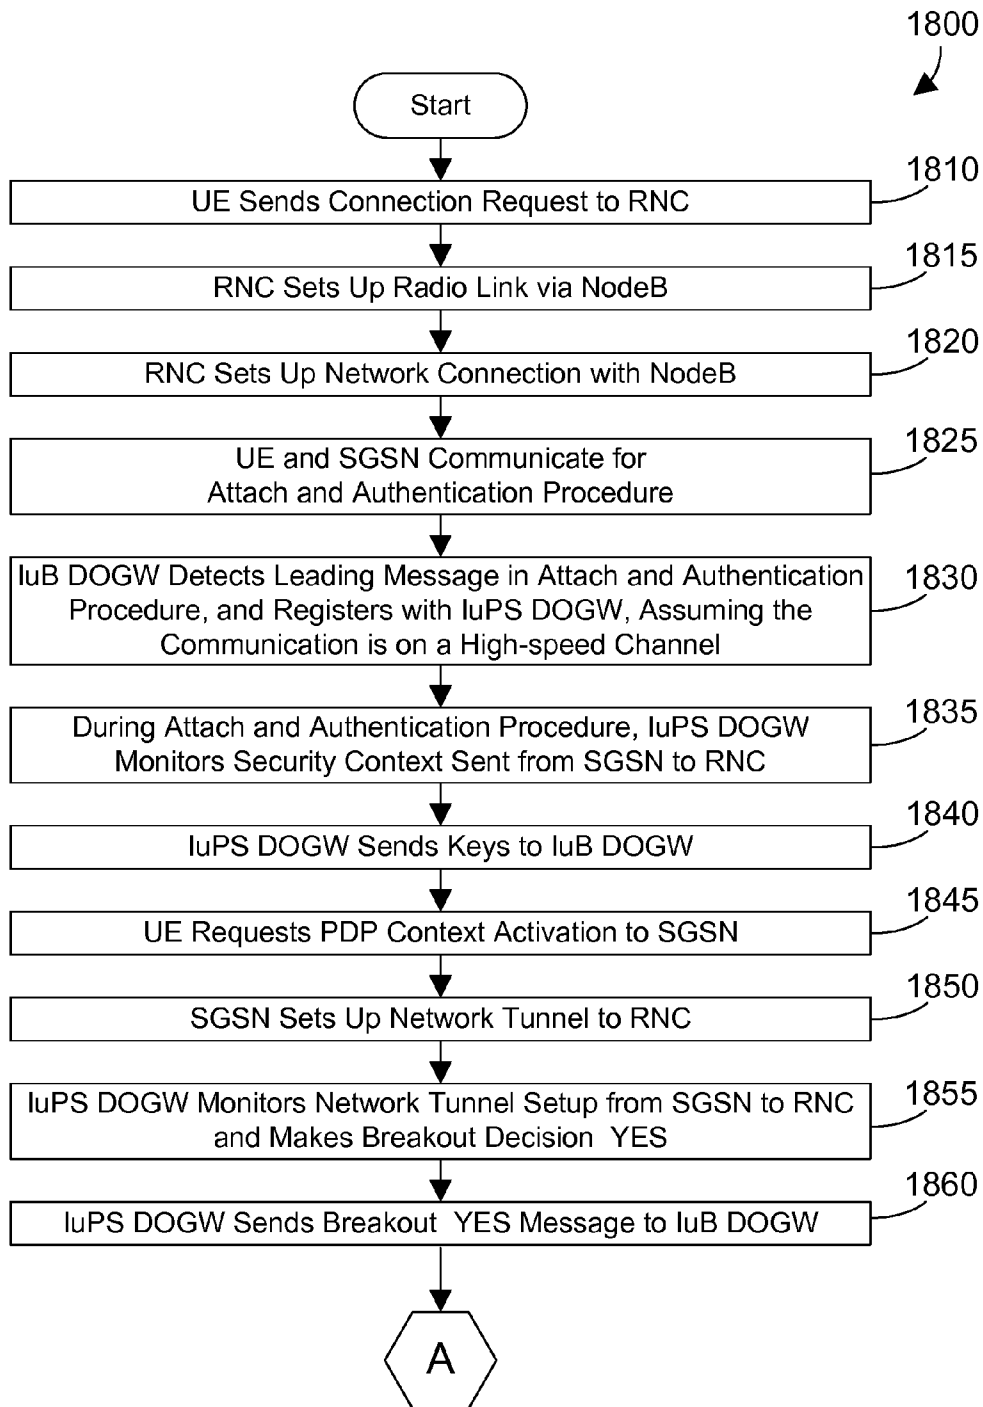 1800
Start
1810
UE Sends Connection Request to RNC
1815
RNC Sets Up Radio Link via NodeB
1820
RNC Sets Up Network Connection with NodeB
1825
UE and SGSN Communicate for
Attach and Authentication Procedure
1830
IuB DOGW Detects Leading Message in Attach and Authentication
Procedure, and Registers with IuPS DOGW, Assuming the
Communication is on a High-speed Channel
1835
During Attach and Authentication Procedure, IuPS DOGW
Monitors Security Context Sent from SGSN to RNC
1840
IuPS DOGW Sends Keys to IuB DOGW
1845
UE Requests PDP Context Activation to SGSN
1850
SGSN Sets Up Network Tunnel to RNC
1855
IuPS DOGW Monitors Network Tunnel Setup from SGSN to RNC
and Makes Breakout Decision YES
1860
IuPS DOGW Sends Breakout YES Message to IuB DOGW
A